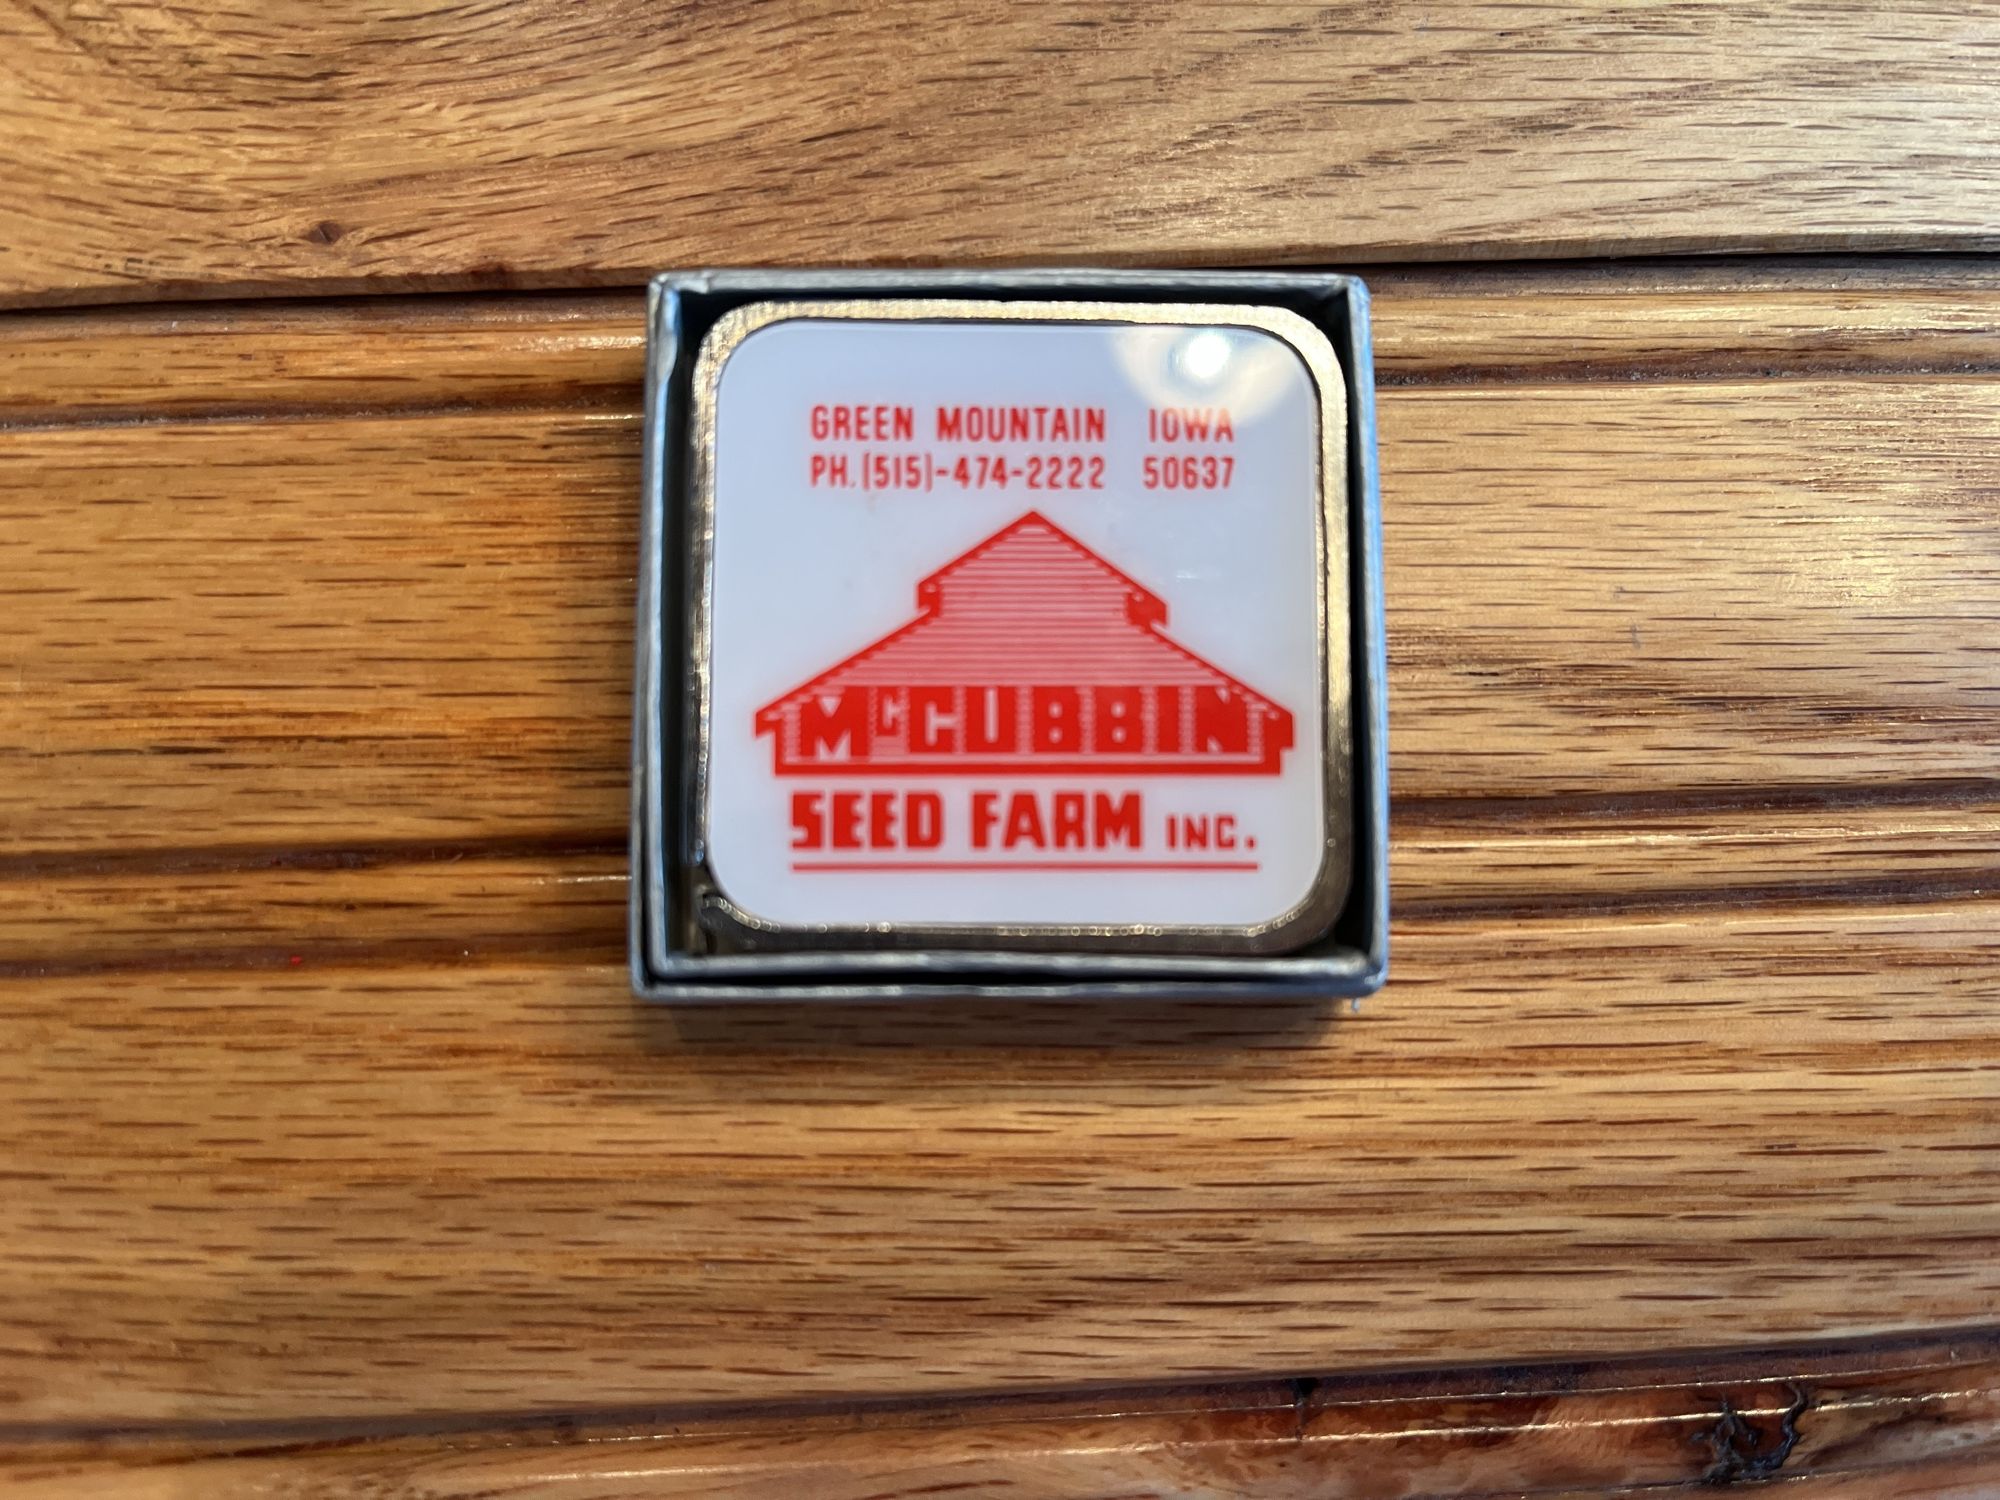 GREEN MOUNTAIN IOWA
PH. (515)-474-2222 50637
McCUBBIN
SEED FARM INC.